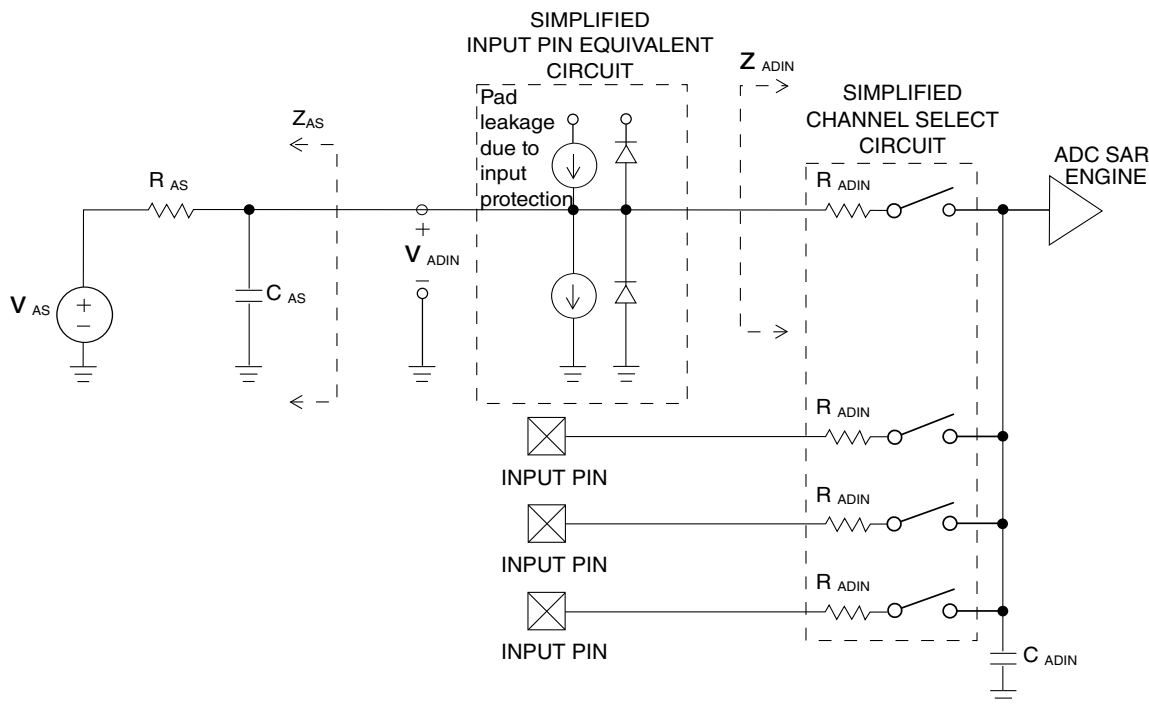 SIMPLIFIED
INPUT PIN EQUIVALENT
CIRCUIT
Pad
leakage
due to
input
protection
Z ADIN
SIMPLIFIED
CHANNEL SELECT
CIRCUIT
ADC SAR
ENGINE
ZAS
R AS
R ADIN
+
V ADIN
–
C AS
V AS
+
–
R ADIN
INPUT PIN
R ADIN
INPUT PIN
R ADIN
INPUT PIN
C ADIN